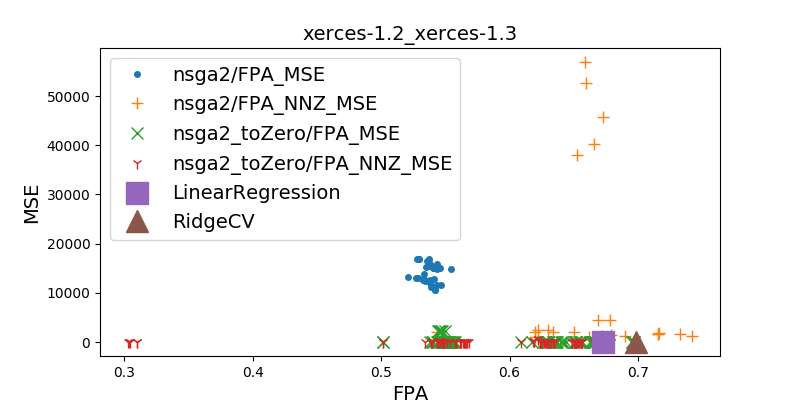 xerces-1.2_xerces-1.3
nsga2/FPA_MSE
nsga2/FPA_NNZ_MSE
nsga2_toZero/FPA_MSE
nsga2_toZero/FPA_NNZ_MSE
LinearRegression
RidgeCV
MSE
50000
40000
30000
20000
10000
0
0.3 0.4 0.5 0.6 0.7
FPA